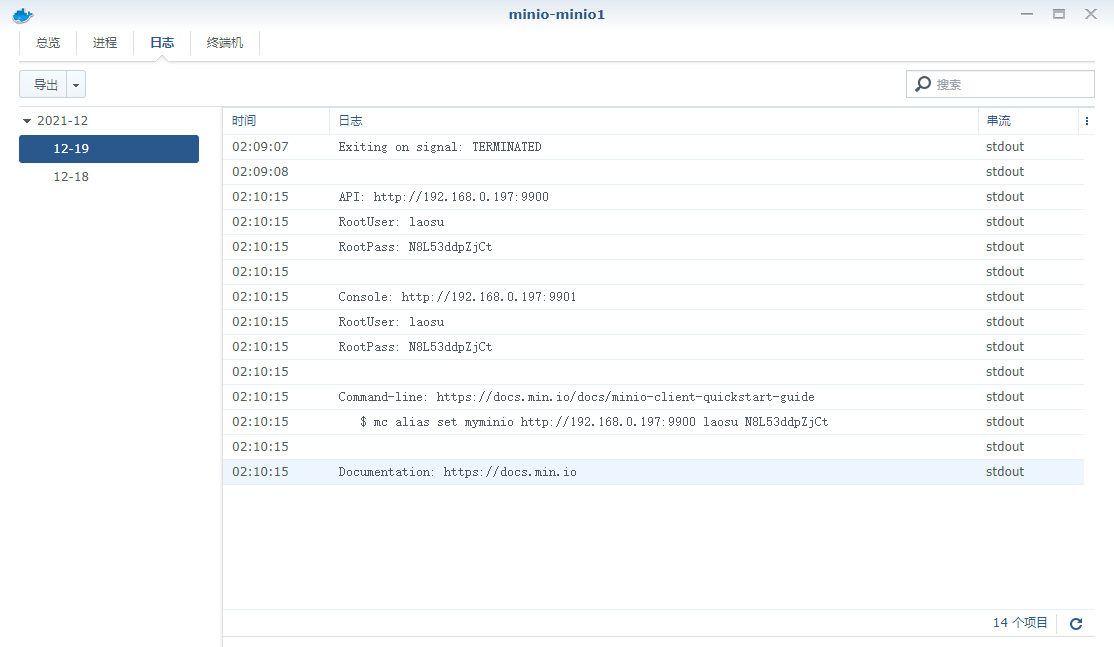 minio-minio1
总览 进程 日志 终端机
导出 搜索
2021-12
12-19
12-18
时间 日志 串流
02:09:07 Exiting on signal: TERMINATED stdout
02:09:08 stdout
02:10:15 API: http://192.168.0.197:9900 stdout
02:10:15 RootUser: laosu stdout
02:10:15 RootPass: N8L53ddpZjCt stdout
02:10:15 stdout
02:10:15 Console: http://192.168.0.197:9901 stdout
02:10:15 RootUser: laosu stdout
02:10:15 RootPass: N8L53ddpZjCt stdout
02:10:15 stdout
02:10:15 Command-line: https://docs.min.io/docs/minio-client-quickstart-guide stdout
02:10:15 $ mc alias set myminio http://192.168.0.197:9900 laosu N8L53ddpZjCt stdout
02:10:15 stdout
02:10:15 Documentation: https://docs.min.io stdout
14 个项目